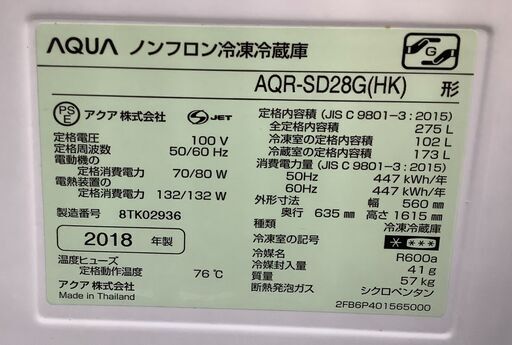 AQUA ノンフロン冷凍冷蔵庫
G
AQR-SD28G(HK) 形
PS E アクア株式会社 S JET
定格電圧 100 V
定格周波数 50/60 Hz
電動機の
定格消費電力 70/80 W
電熱装置の
定格消費電力 132/132 W
製造番号 8TK02936
2018 年製
温度ヒューズ
定格動作温度 76℃
アクア株式会社
Made in Thailand
定格内容積 (JIS C 9801-3 : 2015)
全定格内容積 275 L
冷凍室の定格内容積 102 L
冷蔵室の定格内容積 173 L
消費電力量 (JIS C 9801-3 : 2015)
50Hz 447 kWh/年
60Hz 447 kWh/年
外形寸法 幅 560 mm
奥行 635 mm 高さ 1615 mm
種類 冷凍冷蔵庫
冷凍室の記号 ****
冷媒名 R600a
冷媒封入量 41 g
質量 57 kg
断熱発泡ガス シクロペンタン
2FB6P401565000